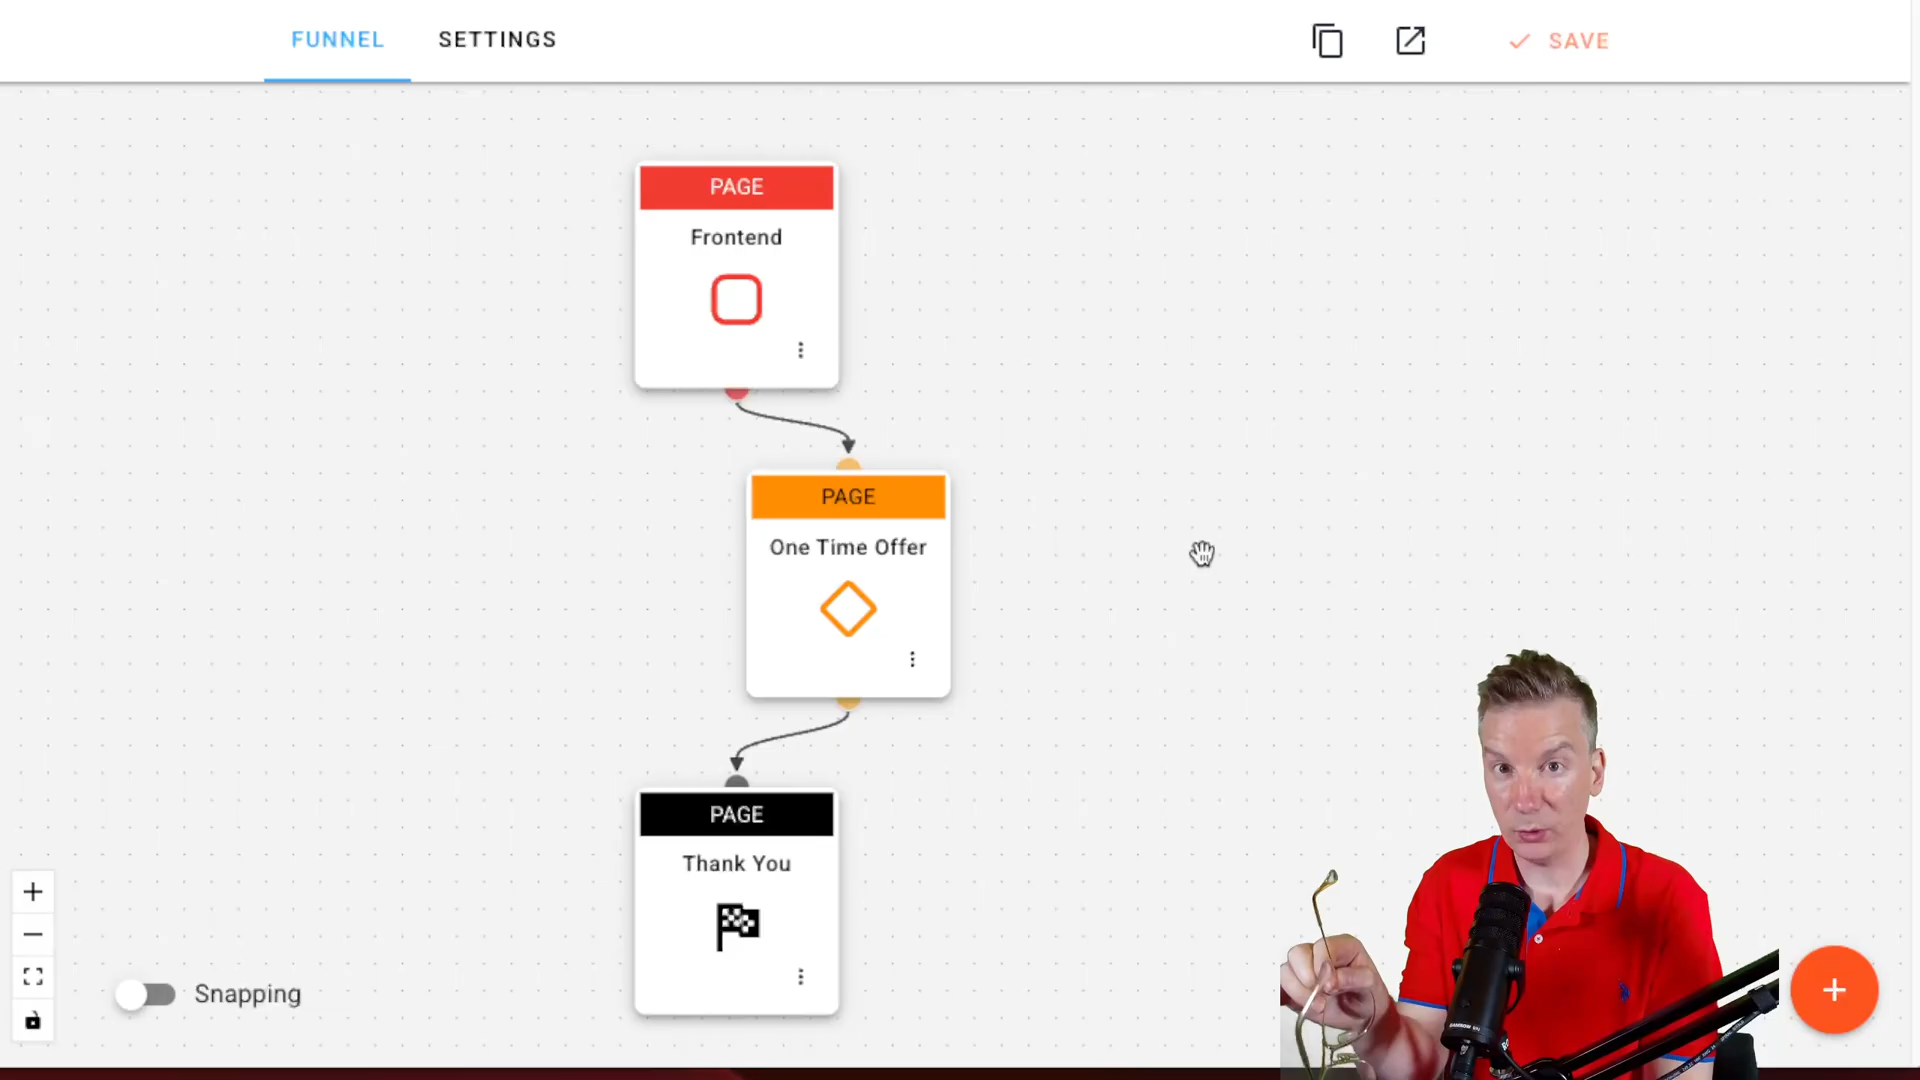 FUNNEL
SETTINGS
SAVE
PAGE
Frontend
PAGE
One Time Offer
PAGE
Thank You
Snapping